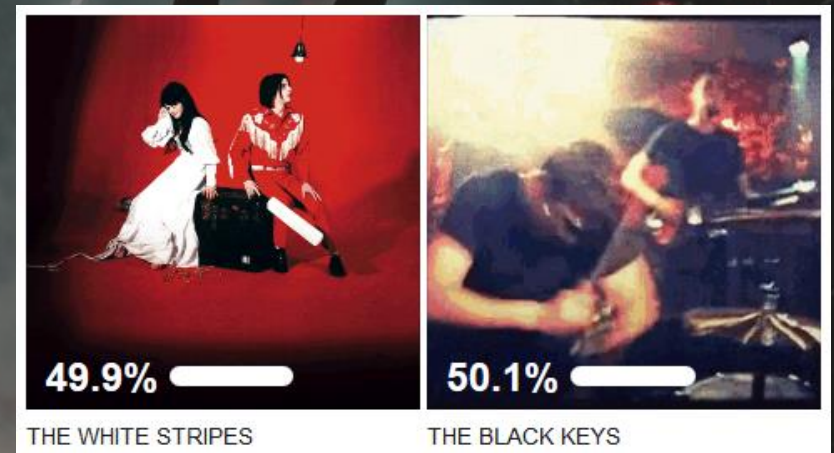 49.9%
50.1%
THE WHITE STRIPES
THE BLACK KEYS